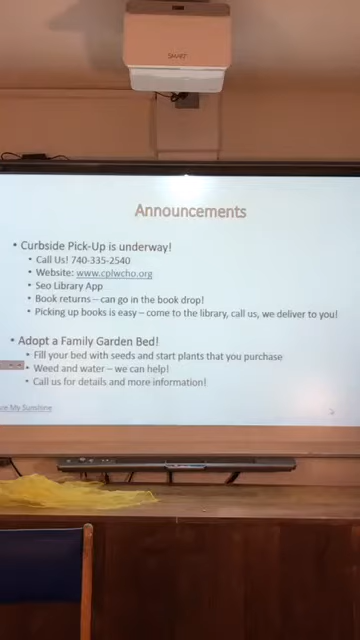 SMART
Announcements
• Curbside Pick-Up is underway!
• Call Us! 740-335-2540
• Website: www.cplwcho.org
• Seo Library App
• Book returns – can go in the book drop!
• Picking up books is easy – come to the library, call us, we deliver to you!
• Adopt a Family Garden Bed!
• Fill your bed with seeds and start plants that you purchase
• Weed and water – we can help!
• Call us for details and more information!
My Sunshine